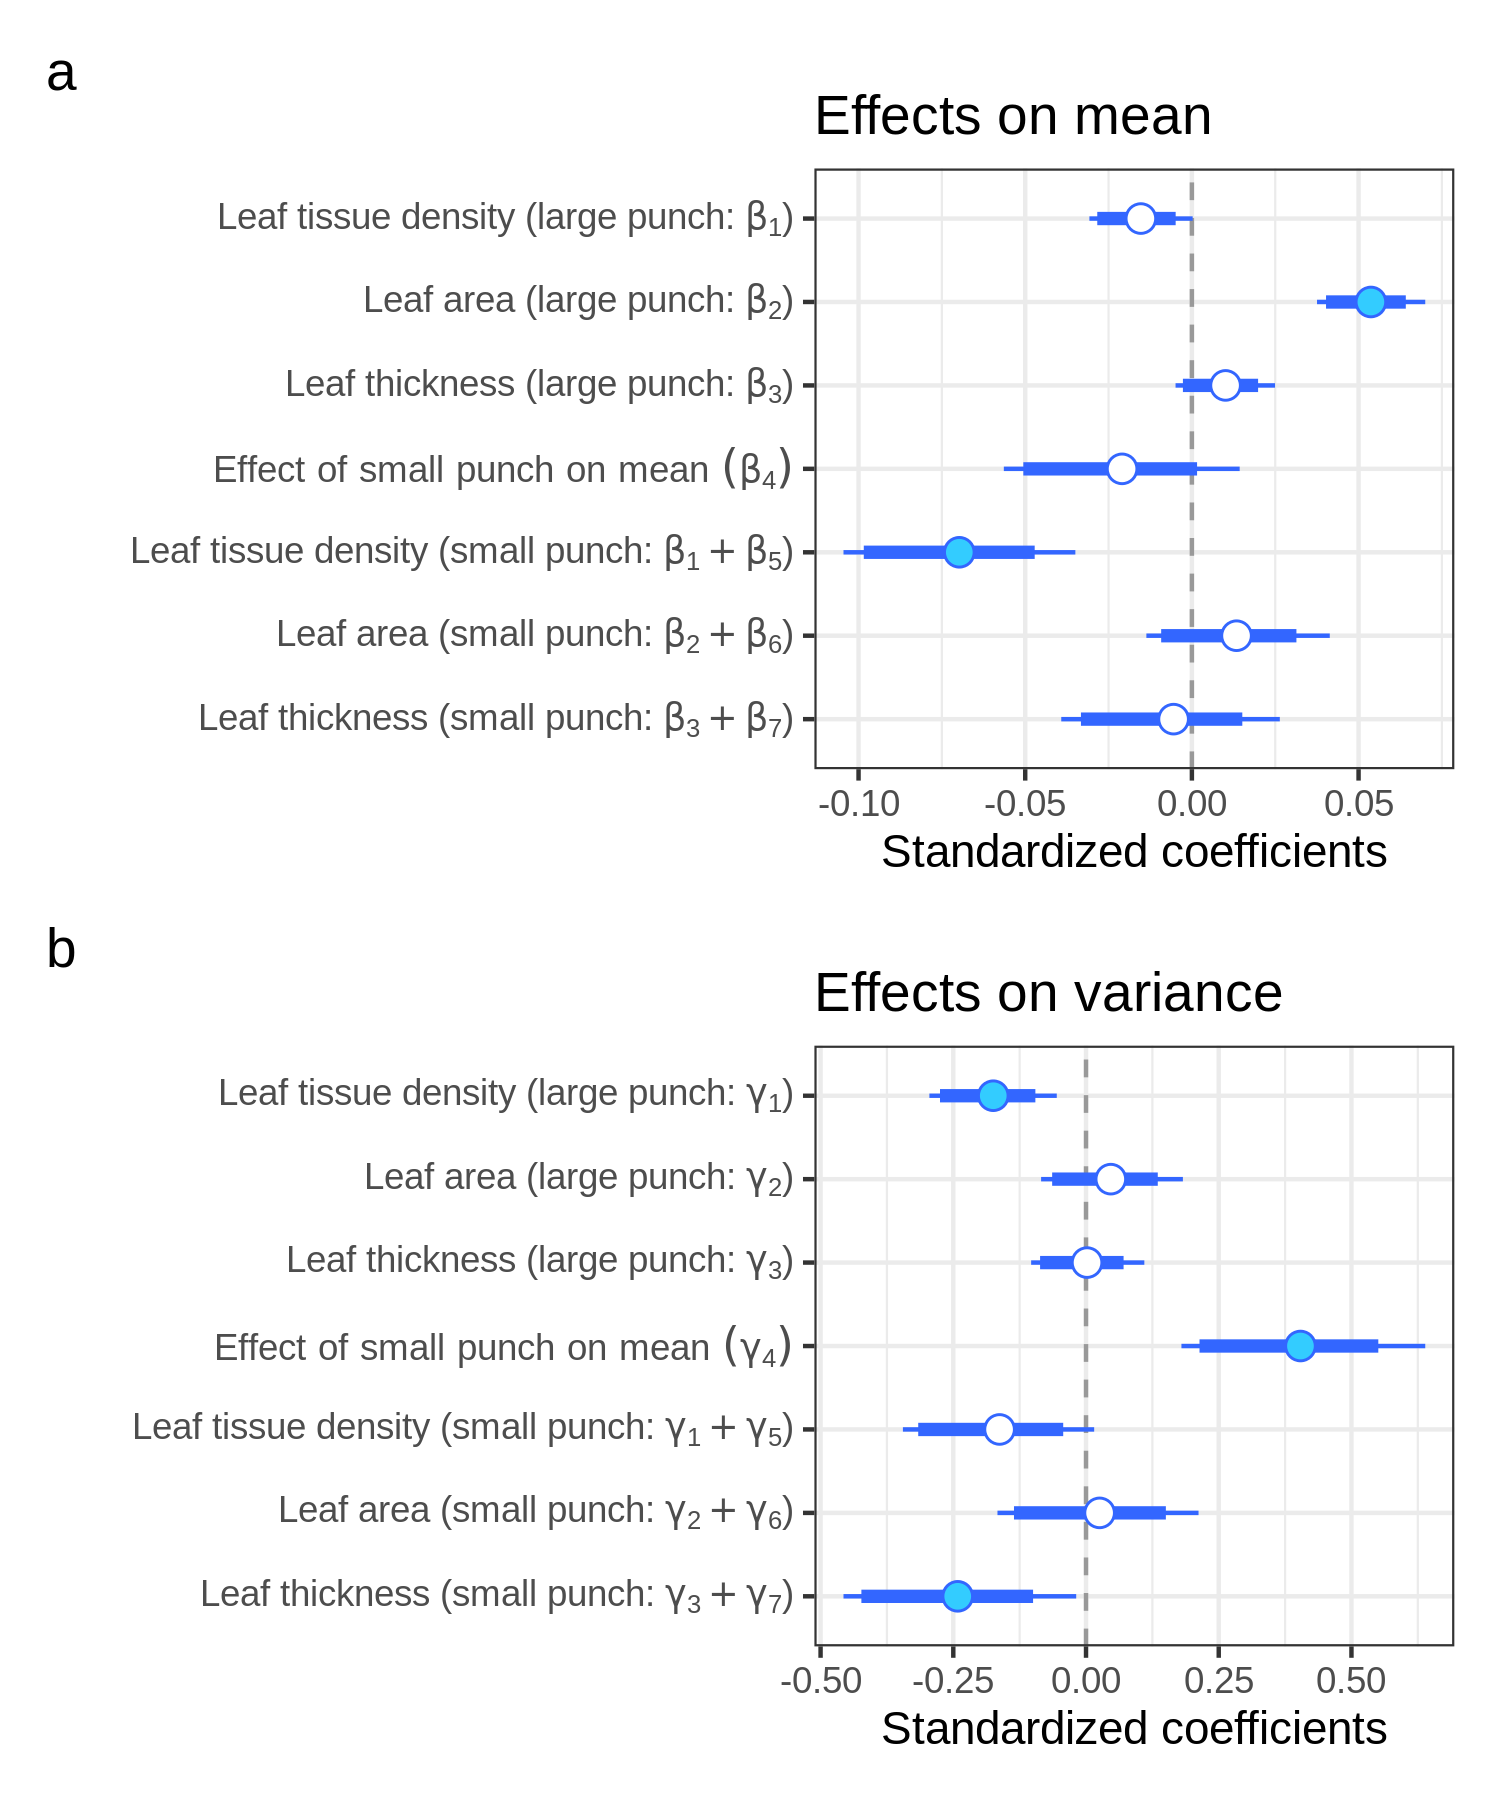 a
Effects on mean
Leaf tissue density (large punch: β₁)
Leaf area (large punch: β₂)
Leaf thickness (large punch: β₃)
Effect of small punch on mean (β₄)
Leaf tissue density (small punch: β₁ + β₅)
Leaf area (small punch: β₂ + β₆)
Leaf thickness (small punch: β₃ + β₇)
-0.10 -0.05 0.00 0.05
Standardized coefficients
b
Effects on variance
Leaf tissue density (large punch: γ₁)
Leaf area (large punch: γ₂)
Leaf thickness (large punch: γ₃)
Effect of small punch on mean (γ₄)
Leaf tissue density (small punch: γ₁ + γ₅)
Leaf area (small punch: γ₂ + γ₆)
Leaf thickness (small punch: γ₃ + γ₇)
-0.50 -0.25 0.00 0.25 0.50
Standardized coefficients